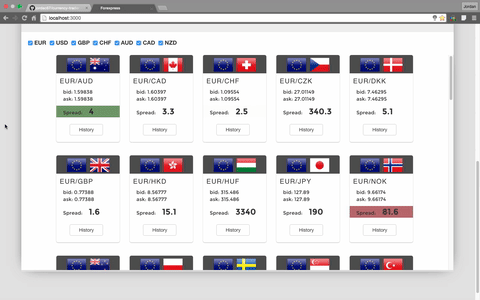 Forexpress
Jordan
localhost:3000
EUR USD GBP CHF AUD CAD NZD
EUR/AUD
bid: 1.59838
ask: 1.59838
Spread: 4
History
EUR/CAD
bid: 1.60397
ask: 1.60397
Spread: 3.3
History
EUR/CHF
bid: 1.09554
ask: 1.09554
Spread: 2.5
History
EUR/CZK
bid: 27.01149
ask: 27.01149
Spread: 340.3
History
EUR/DKK
bid: 7.46295
ask: 7.46295
Spread: 5.1
History
EUR/GBP
bid: 0.77388
ask: 0.77388
Spread: 1.6
History
EUR/HKD
bid: 8.56777
ask: 8.56777
Spread: 15.1
History
EUR/HUF
bid: 315.486
ask: 315.486
Spread: 3340
History
EUR/JPY
bid: 127.89
ask: 127.89
Spread: 190
History
EUR/NOK
bid: 9.66174
ask: 9.66174
Spread: 81.6
History